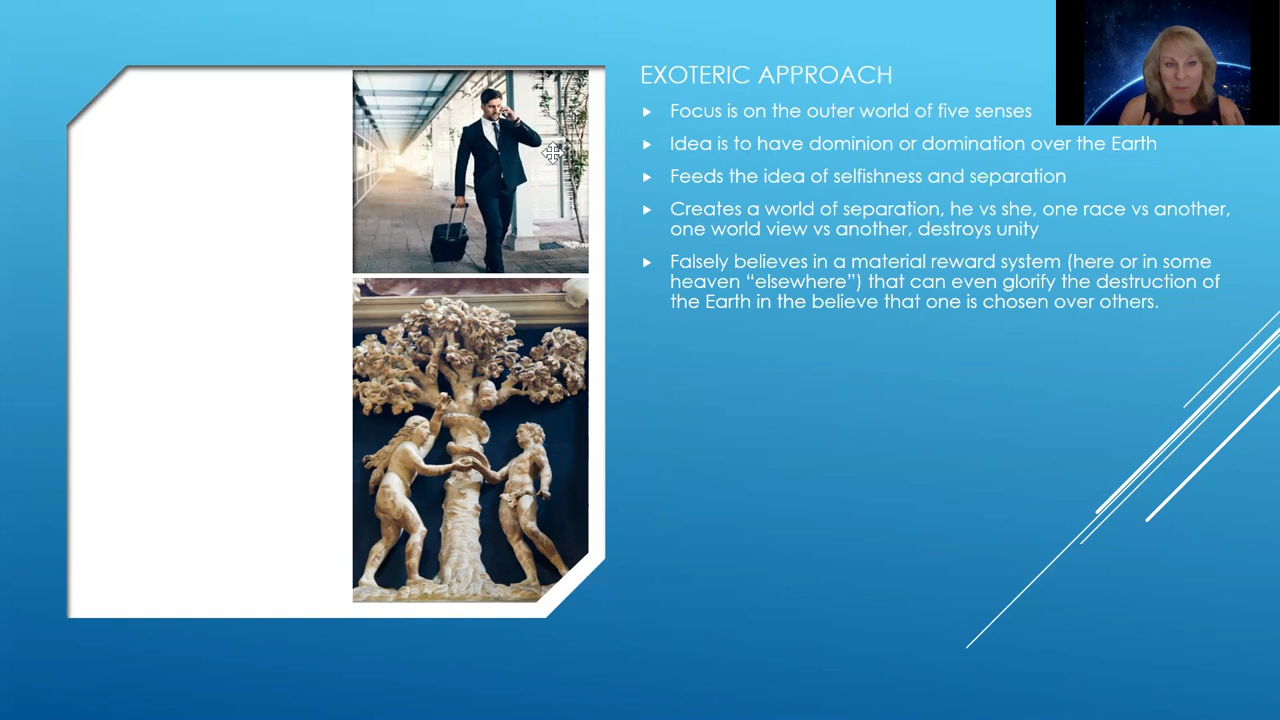 EXOTERIC APPROACH
Focus is on the outer world of five senses
Idea is to have dominion or domination over the Earth
Feeds the idea of selfishness and separation
Creates a world of separation, he vs she, one race vs another,
one world view vs another, destroys unity
Falsely believes in a material reward system (here or in some
heaven “elsewhere”) that can even glorify the destruction of
the Earth in the believe that one is chosen over others.